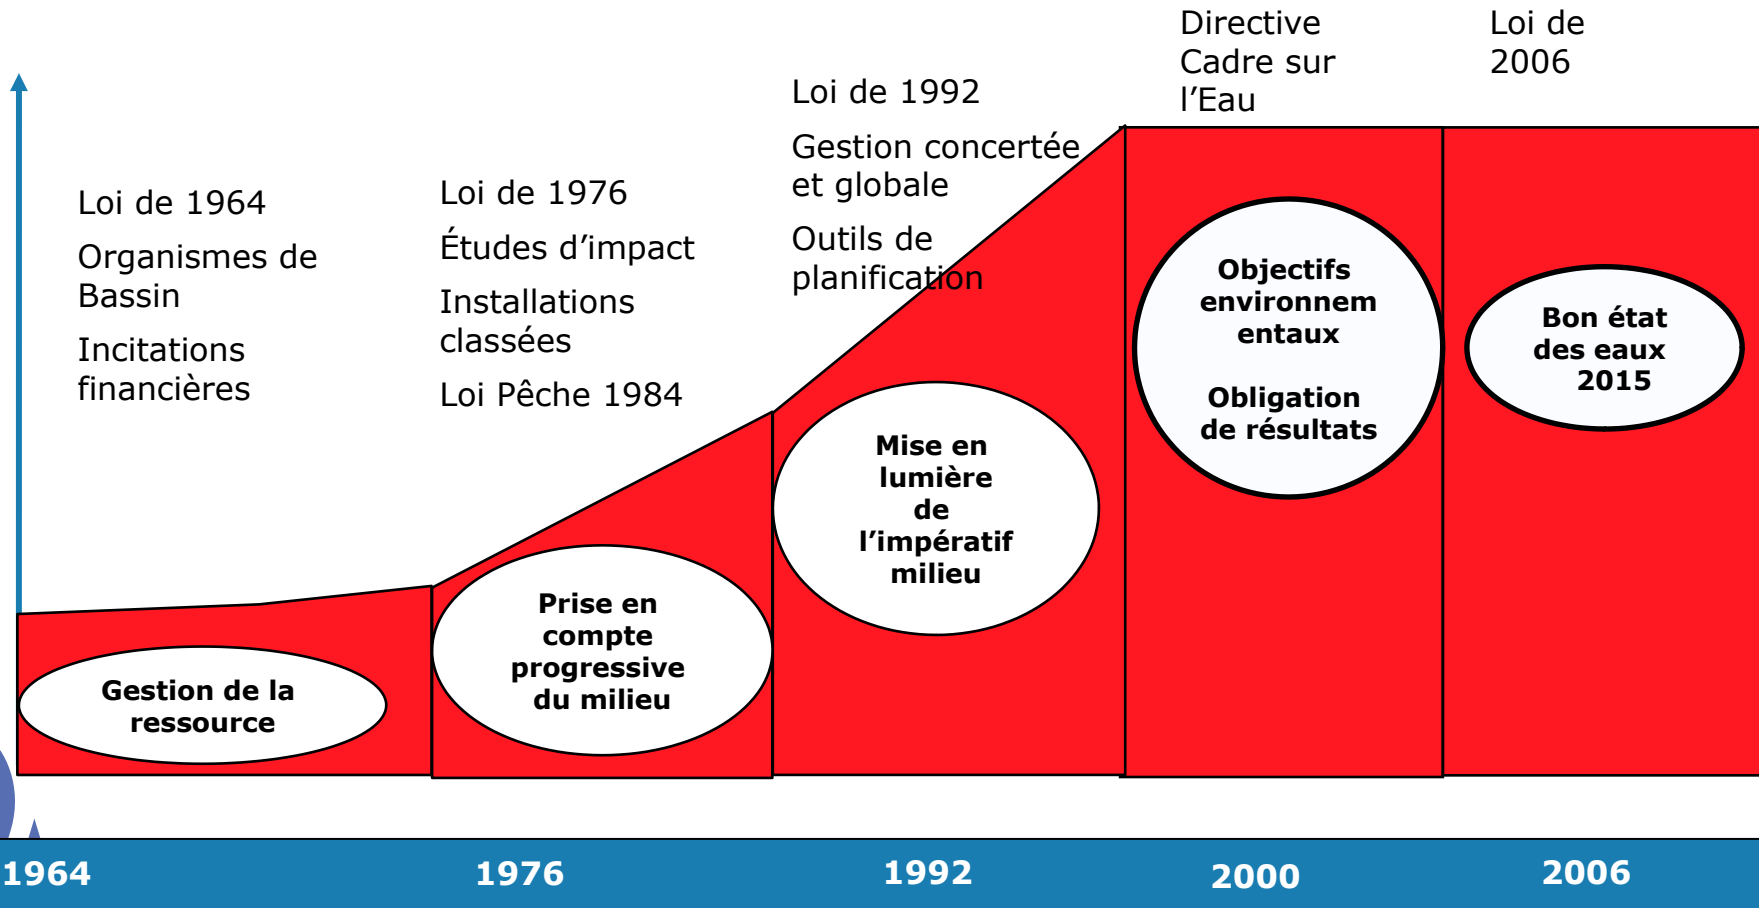 Loi de 1964
Organismes de
Bassin
Incitations
financières
Loi de 1976
Études d’impact
Installations
classées
Loi Pêche 1984
Loi de 1992
Gestion concertée
et globale
Outils de
planification
Directive
Cadre sur
l’Eau
Loi de
2006
Gestion de la
ressource
Prise en
compte
progressive
du milieu
Mise en
lumière
de
l’impératif
milieu
Objectifs
environnem
entaux
Obligation
de résultats
Bon état
des eaux
2015
1964
1976
1992
2000
2006